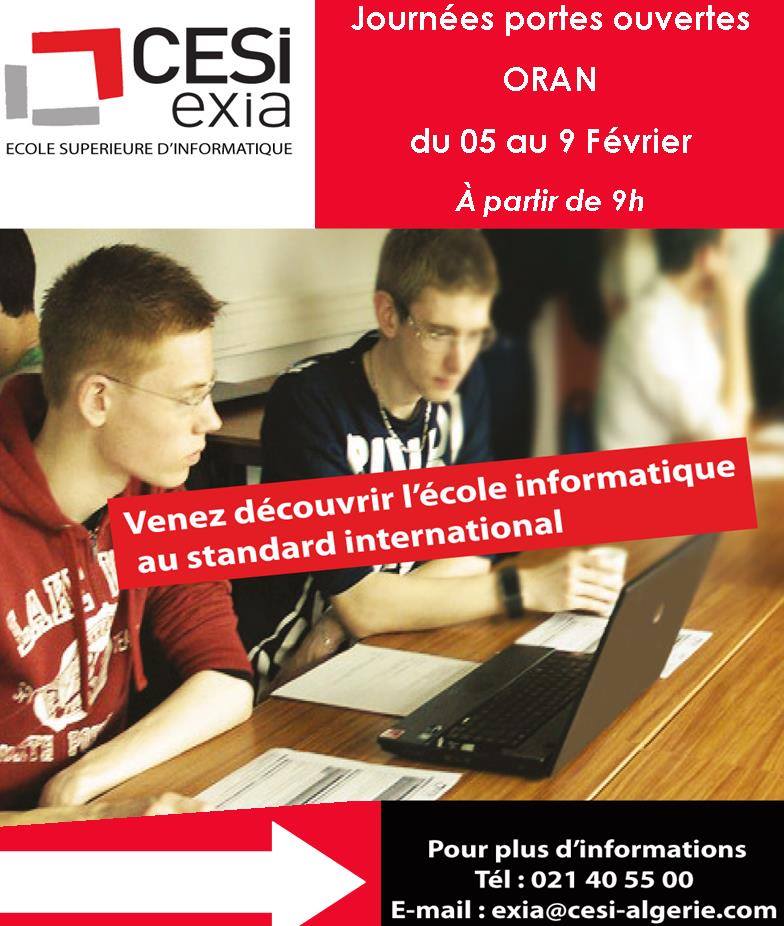 CESi
exia
ECOLE SUPERIEURE D'INFORMATIQUE
Journées portes ouvertes
ORAN
du 05 au 9 Février
À partir de 9h
Venez découvrir l'école informatique
au standard international
Pour plus d'informations
Tél : 021 40 55 00
E-mail : exia@cesi-algerie.com